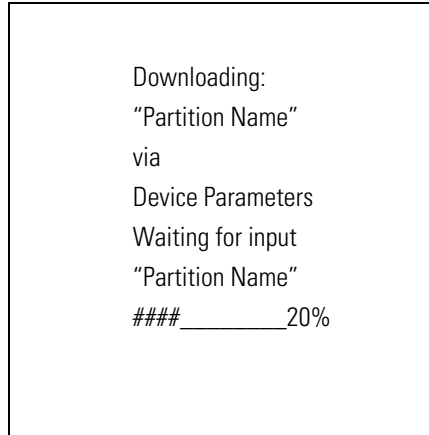 Downloading:
“Partition Name”
via
Device Parameters
Waiting for input
“Partition Name”
####________20%